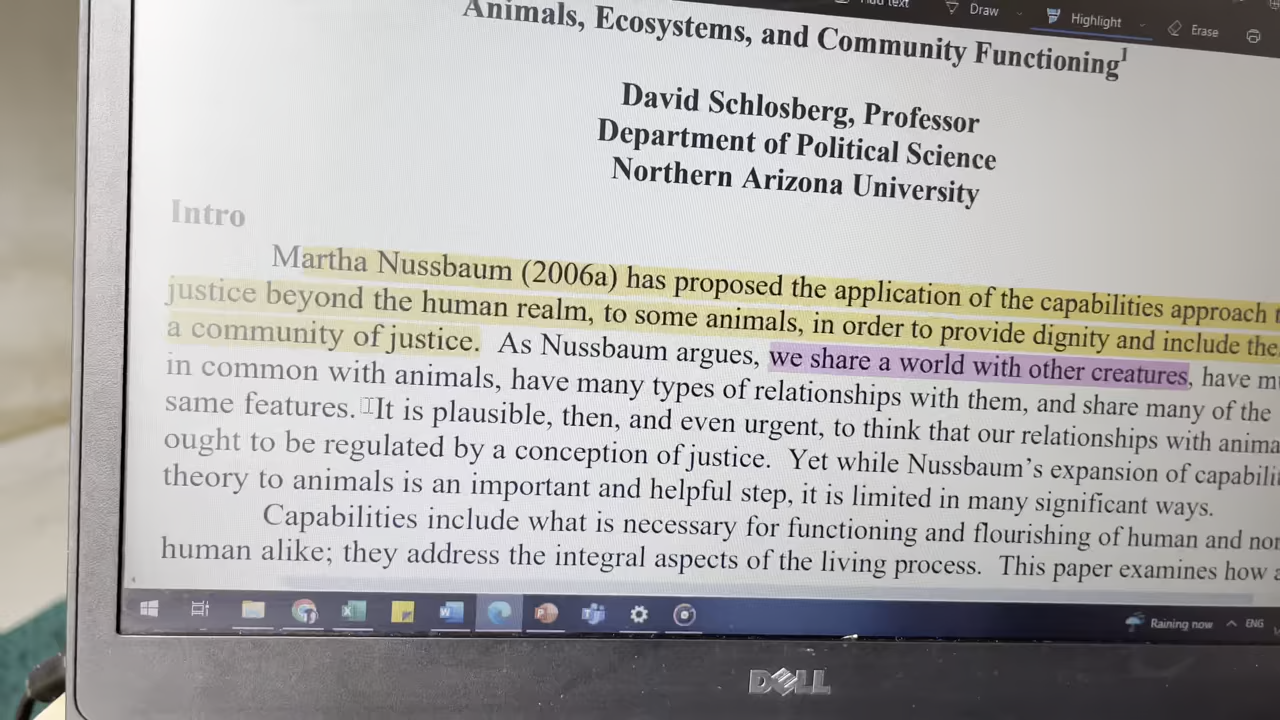 Add text Draw Highlight Erase
Animals, Ecosystems, and Community Functioning1
David Schlosberg, Professor
Department of Political Science
Northern Arizona University
Intro
Martha Nussbaum (2006a) has proposed the application of the capabilities approach
justice beyond the human realm, to some animals, in order to provide dignity and include the
a community of justice. As Nussbaum argues, we share a world with other creatures, have
in common with animals, have many types of relationships with them, and share many of the
same features. It is plausible, then, and even urgent, to think that our relationships with anima
ought to be regulated by a conception of justice. Yet while Nussbaum's expansion of capabili
theory to animals is an important and helpful step, it is limited in many significant ways.
Capabilities include what is necessary for functioning and flourishing of human and non
human alike; they address the integral aspects of the living process. This paper examines how a
Raining now ENG
DELL